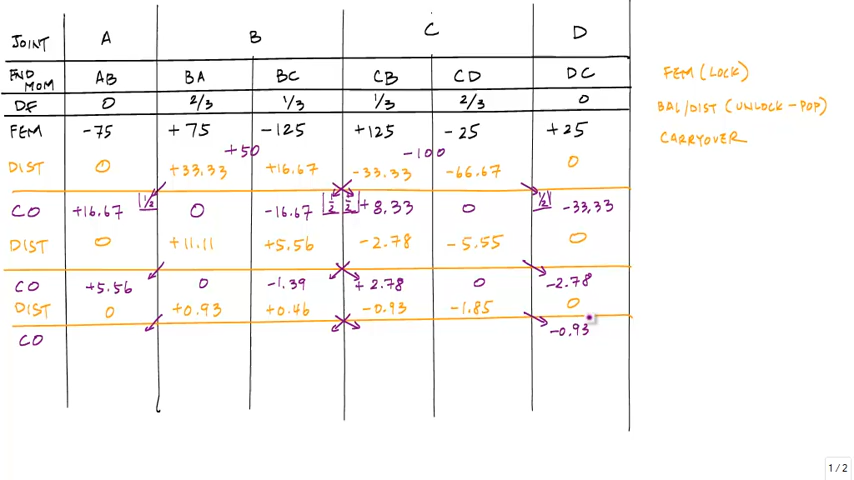 JOINT A B C D
END MOM AB BA BC CB CD DC
DF 0 2/3 1/3 1/3 2/3 0
FEM -75 +75 -125 +125 -25 +25
+50 -100
DIST 0 +33.33 +16.67 -33.33 -66.67 0
CO +16.67 1/2 0 -16.67 1/2 1/2 +8.33 0 1/2 -33.33
DIST 0 +11.11 +5.56 -2.78 -5.55 0
CO +5.56 0 -1.39 +2.78 0 -2.78
DIST 0 +0.93 +0.46 -0.93 -1.85 0
CO -0.93
FEM (LOCK)
BAL/DIST (UNLOCK-POP)
CARRYOVER
1/2